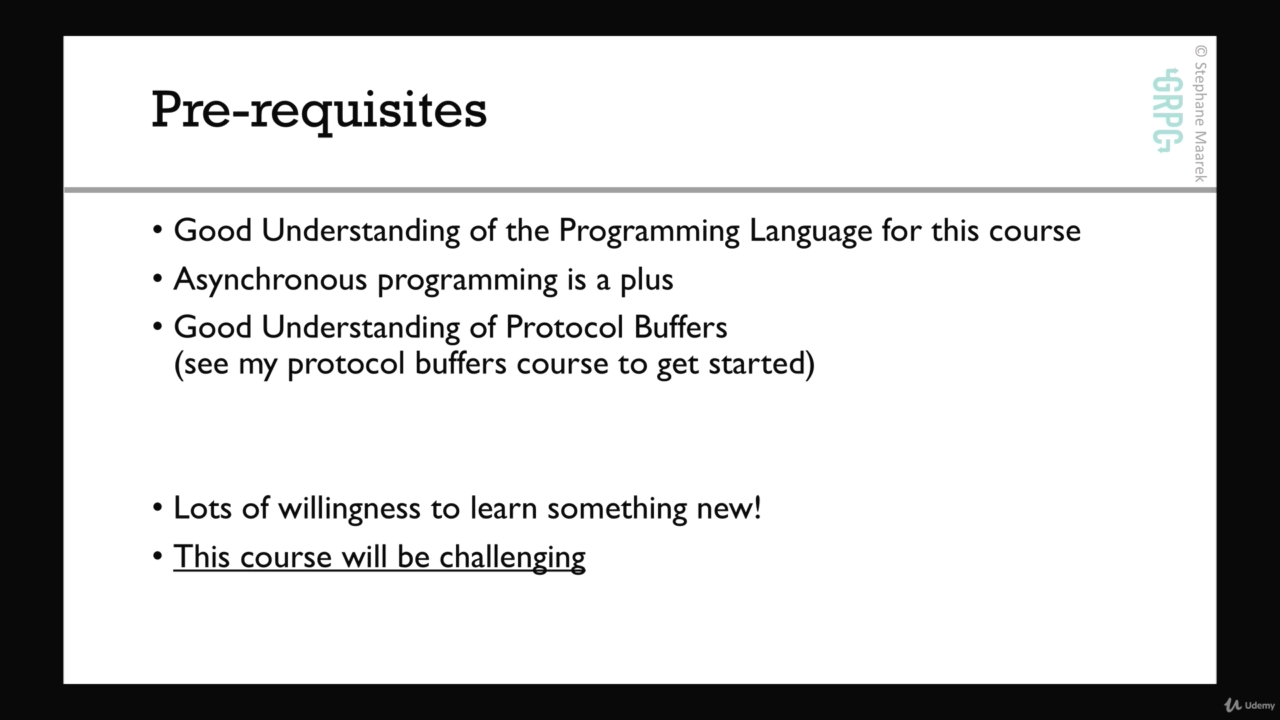 Pre-requisites
© Stephane Maarek
GRPC
• Good Understanding of the Programming Language for this course
• Asynchronous programming is a plus
• Good Understanding of Protocol Buffers
(see my protocol buffers course to get started)
• Lots of willingness to learn something new!
• This course will be challenging
Udemy